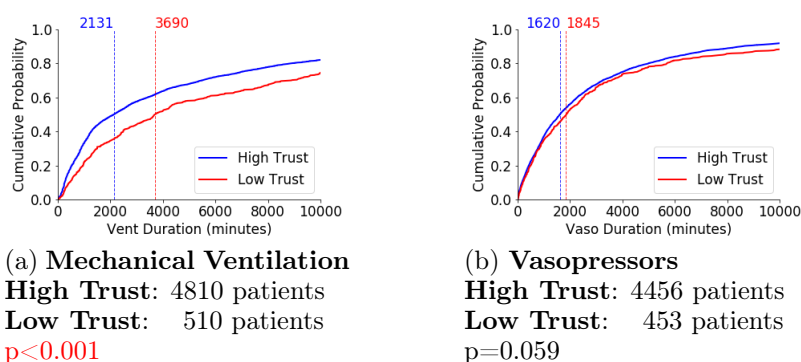 2131 3690
1.0
0.8
0.6
0.4
0.2
0.0
Cumulative Probability
High Trust
Low Trust
0 2000 4000 6000 8000 10000
Vent Duration (minutes)
(a) Mechanical Ventilation
High Trust: 4810 patients
Low Trust: 510 patients
p<0.001
1620 1845
1.0
0.8
0.6
0.4
0.2
0.0
Cumulative Probability
High Trust
Low Trust
0 2000 4000 6000 8000 10000
Vaso Duration (minutes)
(b) Vasopressors
High Trust: 4456 patients
Low Trust: 453 patients
p=0.059